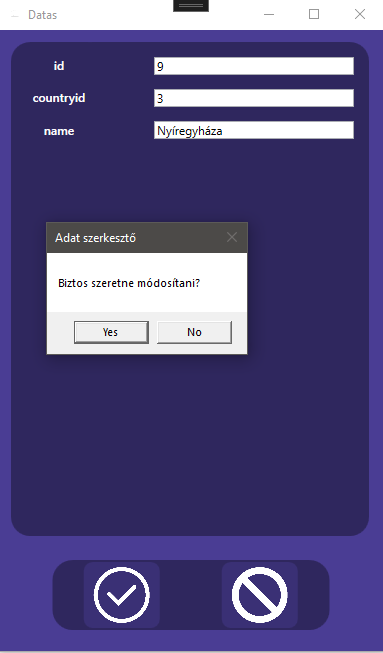 Datas
id 9
countryid 3
name Nyíregyháza
Adat szerkesztő
Biztos szeretne módosítani?
Yes No